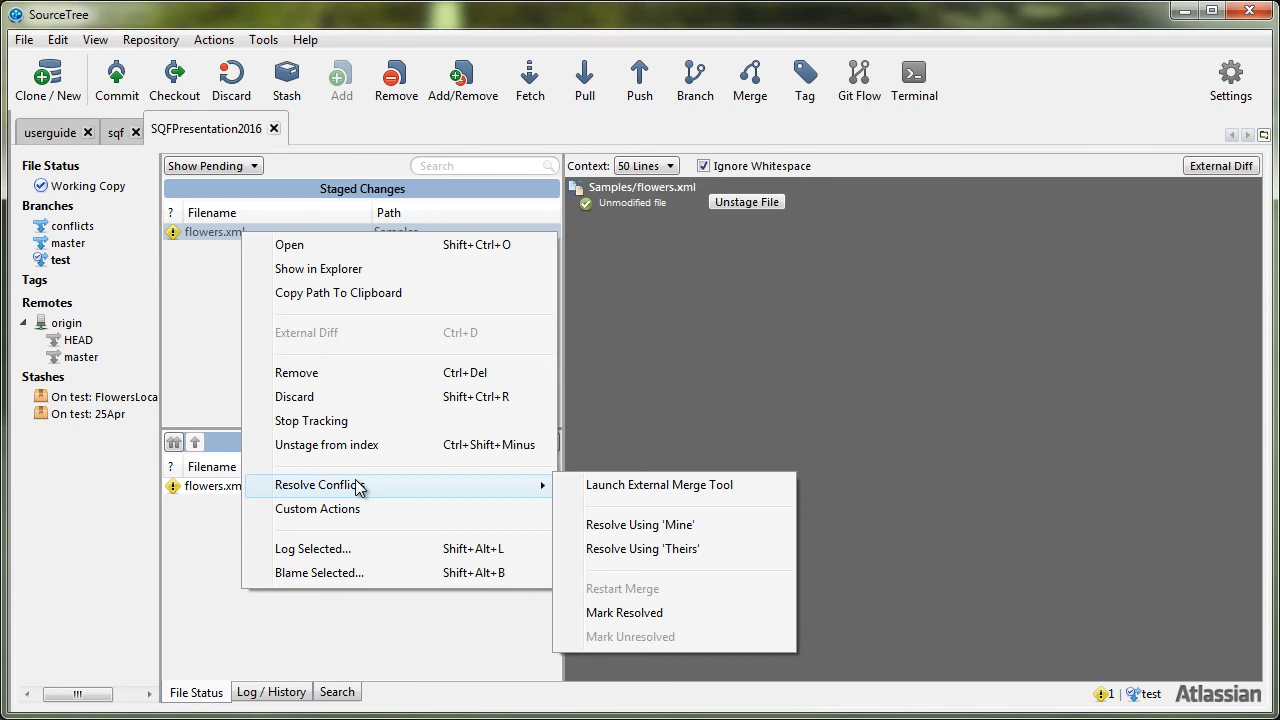 SourceTree
File Edit View Repository Actions Tools Help
Clone / New Commit Checkout Discard Stash Add Remove Add/Remove Fetch Pull Push Branch Merge Tag Git Flow Terminal Settings
userguide sqf SQFPresentation2016
File Status
Working Copy
Branches
conflicts
master
test
Tags
Remotes
origin
HEAD
master
Stashes
On test: FlowersLoca
On test: 25Apr
Show Pending Search
Staged Changes
? Filename Path
flowers.xml Samples
Open Shift+Ctrl+O
Show in Explorer
Copy Path To Clipboard
External Diff Ctrl+D
Remove Ctrl+Del
Discard Shift+Ctrl+R
Stop Tracking
Unstage from index Ctrl+Shift+Minus
Resolve Conflic
Custom Actions
Log Selected... Shift+Alt+L
Blame Selected... Shift+Alt+B
Launch External Merge Tool
Resolve Using 'Mine'
Resolve Using 'Theirs'
Restart Merge
Mark Resolved
Mark Unresolved
? Filename
flowers.xm
Context: 50 Lines Ignore Whitespace External Diff
Samples/flowers.xml
Unmodified file Unstage File
File Status Log / History Search
1 test Atlassian